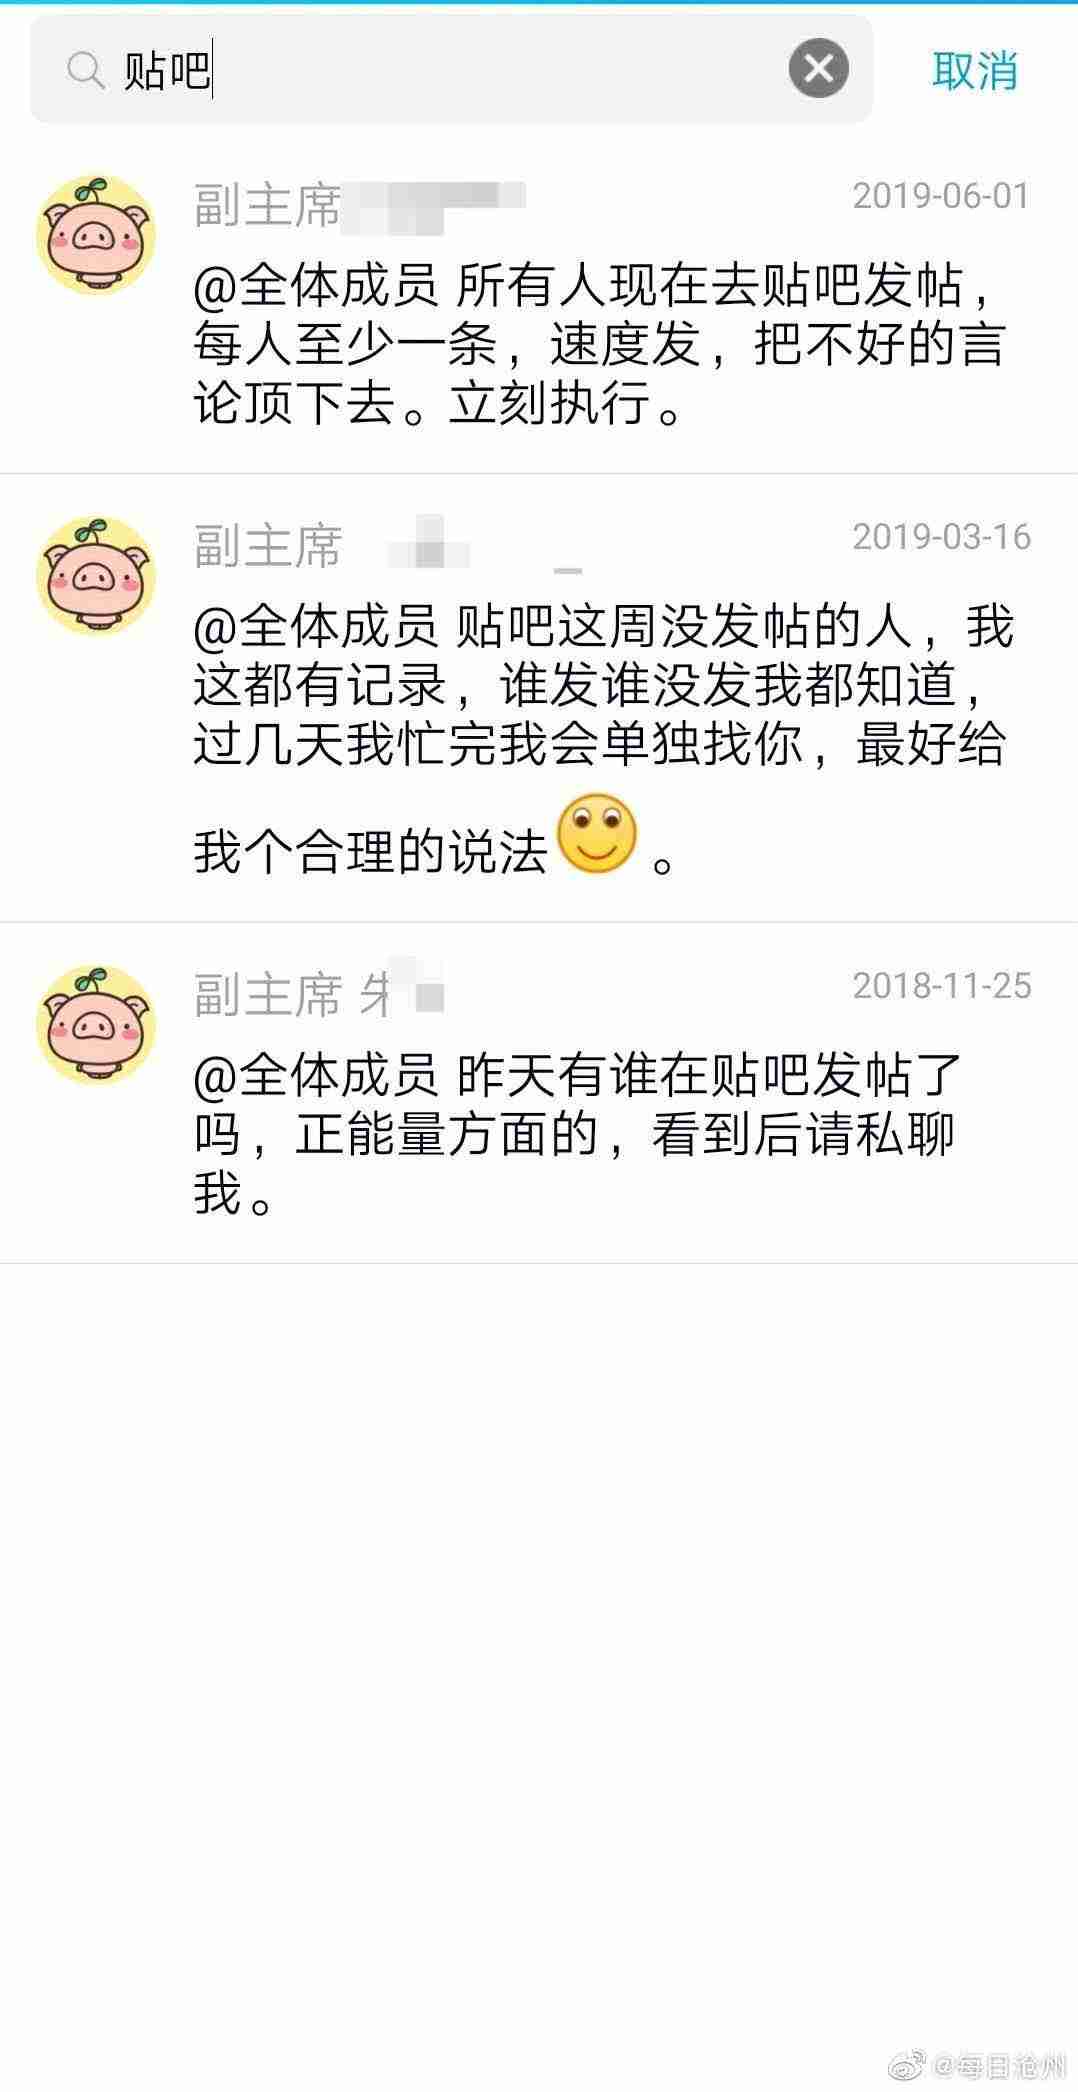 贴吧
取消
副主席
2019-06-01
@全体成员 所有人现在去贴吧发帖，
每人至少一条，速度发，把不好的言
论顶下去。立刻执行。
副主席
2019-03-16
@全体成员 贴吧这周没发帖的人，我
这都有记录，谁发谁没发我都知道，
过几天我忙完我会单独找你，最好给
我个合理的说法。
副主席 朱
2018-11-25
@全体成员 昨天有谁在贴吧发帖了
吗，正能量方面的，看到后请私聊
我。
@每日沧州